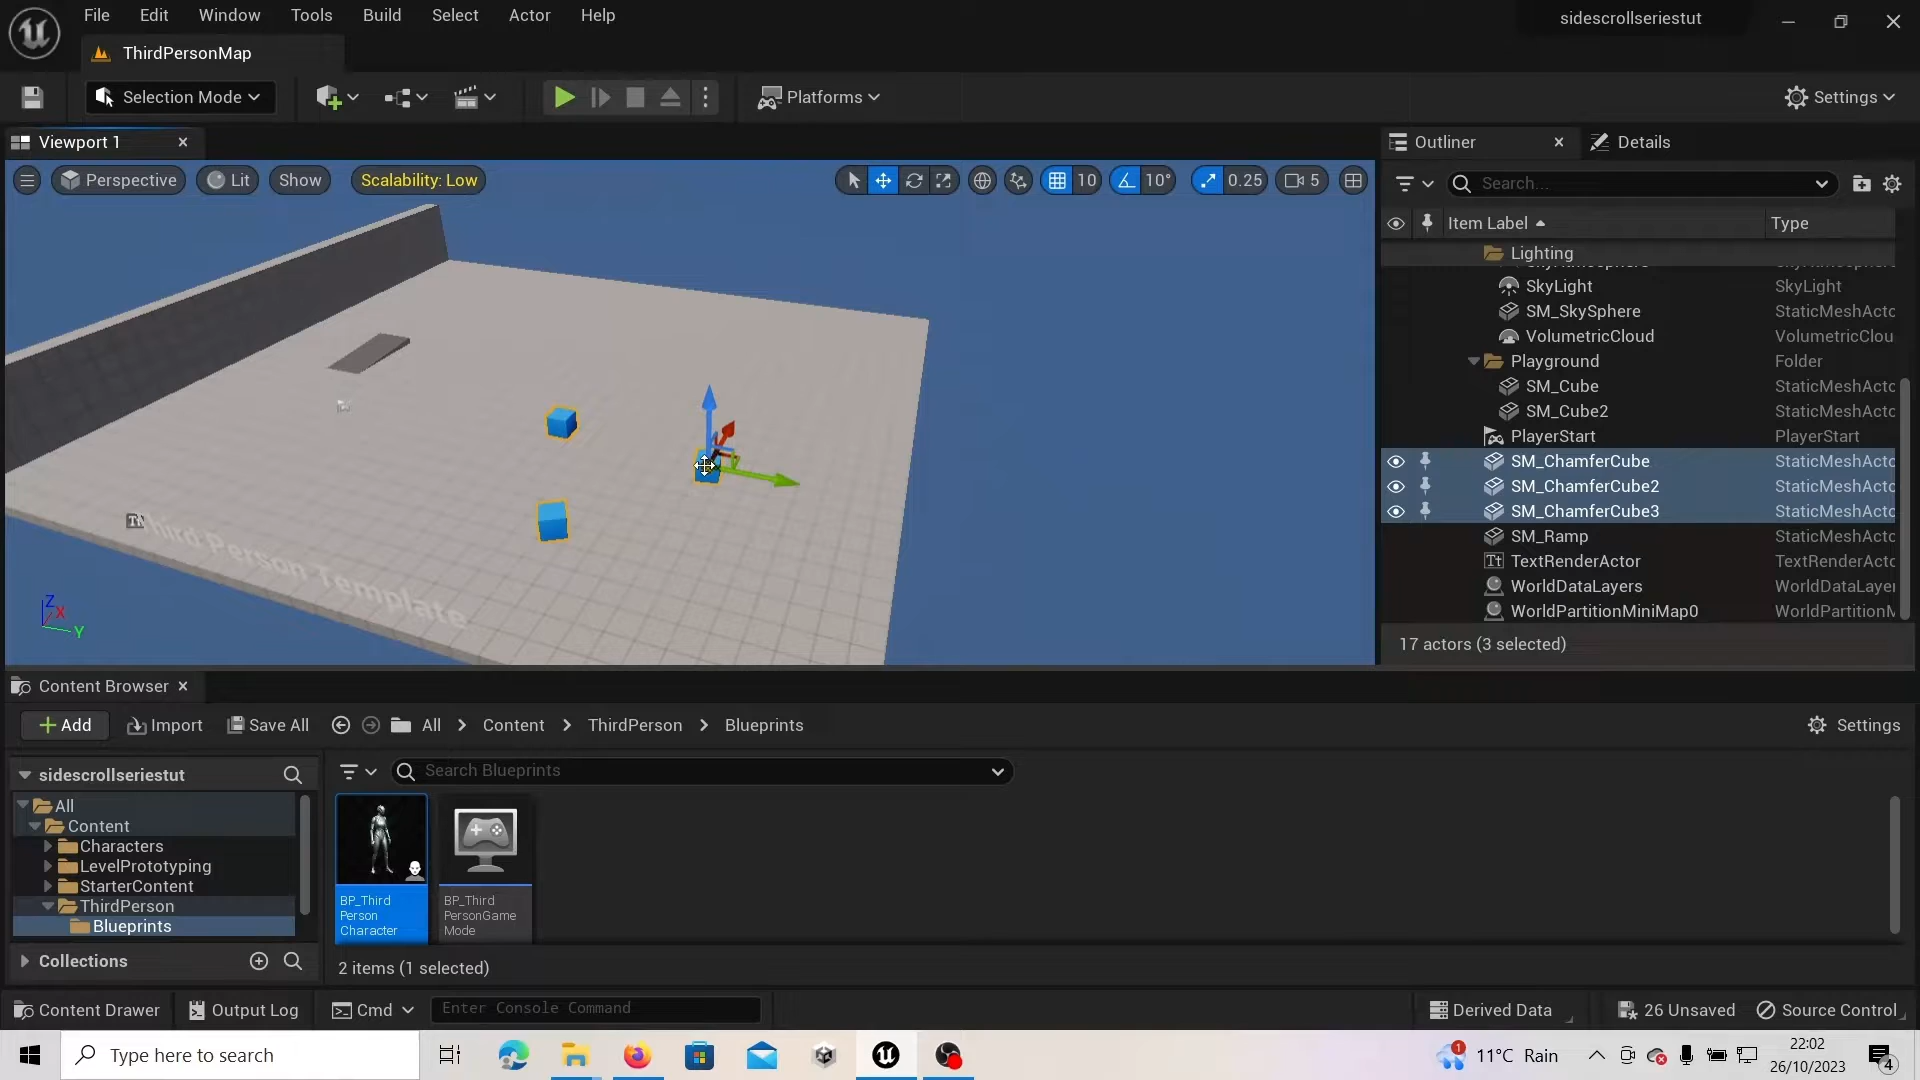 File Edit Window Tools Build Select Actor Help
sidescrollseriestut
ThirdPersonMap
Selection Mode
Platforms
Settings
Viewport 1
Outliner
Details
Perspective
Lit
Show
Scalability: Low
10
10°
0.25
5
Search...
Item Label
Type
Lighting
SkyLight SkyLight
SM_SkySphere StaticMeshActo
VolumetricCloud VolumetricClou
Playground Folder
SM_Cube StaticMeshActo
SM_Cube2 StaticMeshActo
PlayerStart PlayerStart
SM_ChamferCube StaticMeshActo
SM_ChamferCube2 StaticMeshActo
SM_ChamferCube3 StaticMeshActo
SM_Ramp StaticMeshActo
TextRenderActor TextRenderActo
WorldDataLayers WorldDataLayer
WorldPartitionMiniMap0 WorldPartitionM
17 actors (3 selected)
Third Person Template
Tt
Z
X
Y
Content Browser
Add
Import
Save All
All
Content
ThirdPerson
Blueprints
Settings
sidescrollseriestut
Search Blueprints
All
Content
Characters
LevelPrototyping
StarterContent
ThirdPerson
Blueprints
Collections
BP_Third
Person
Character
BP_Third
PersonGame
Mode
2 items (1 selected)
Content Drawer
Output Log
Cmd
Enter Console Command
Derived Data
26 Unsaved
Source Control
Type here to search
1
11°C Rain
22:02
26/10/2023
4